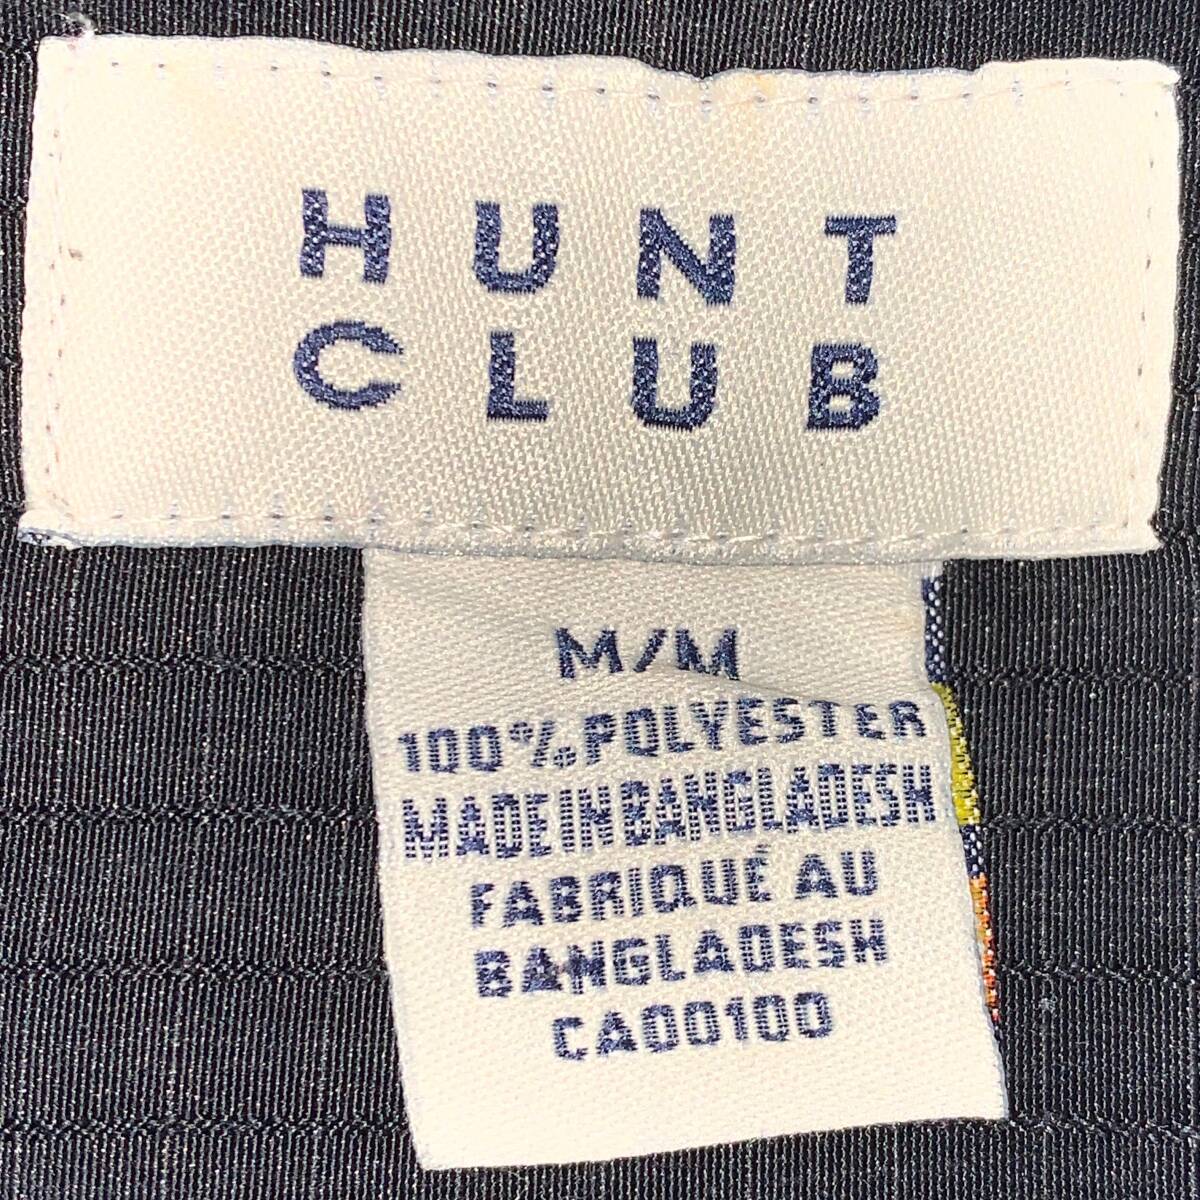 HUNT
CLUB
M/M
100% POLYESTER
MADE IN BANGLADESH
FABRIQUÉ AU
BANGLADESH
CA00100